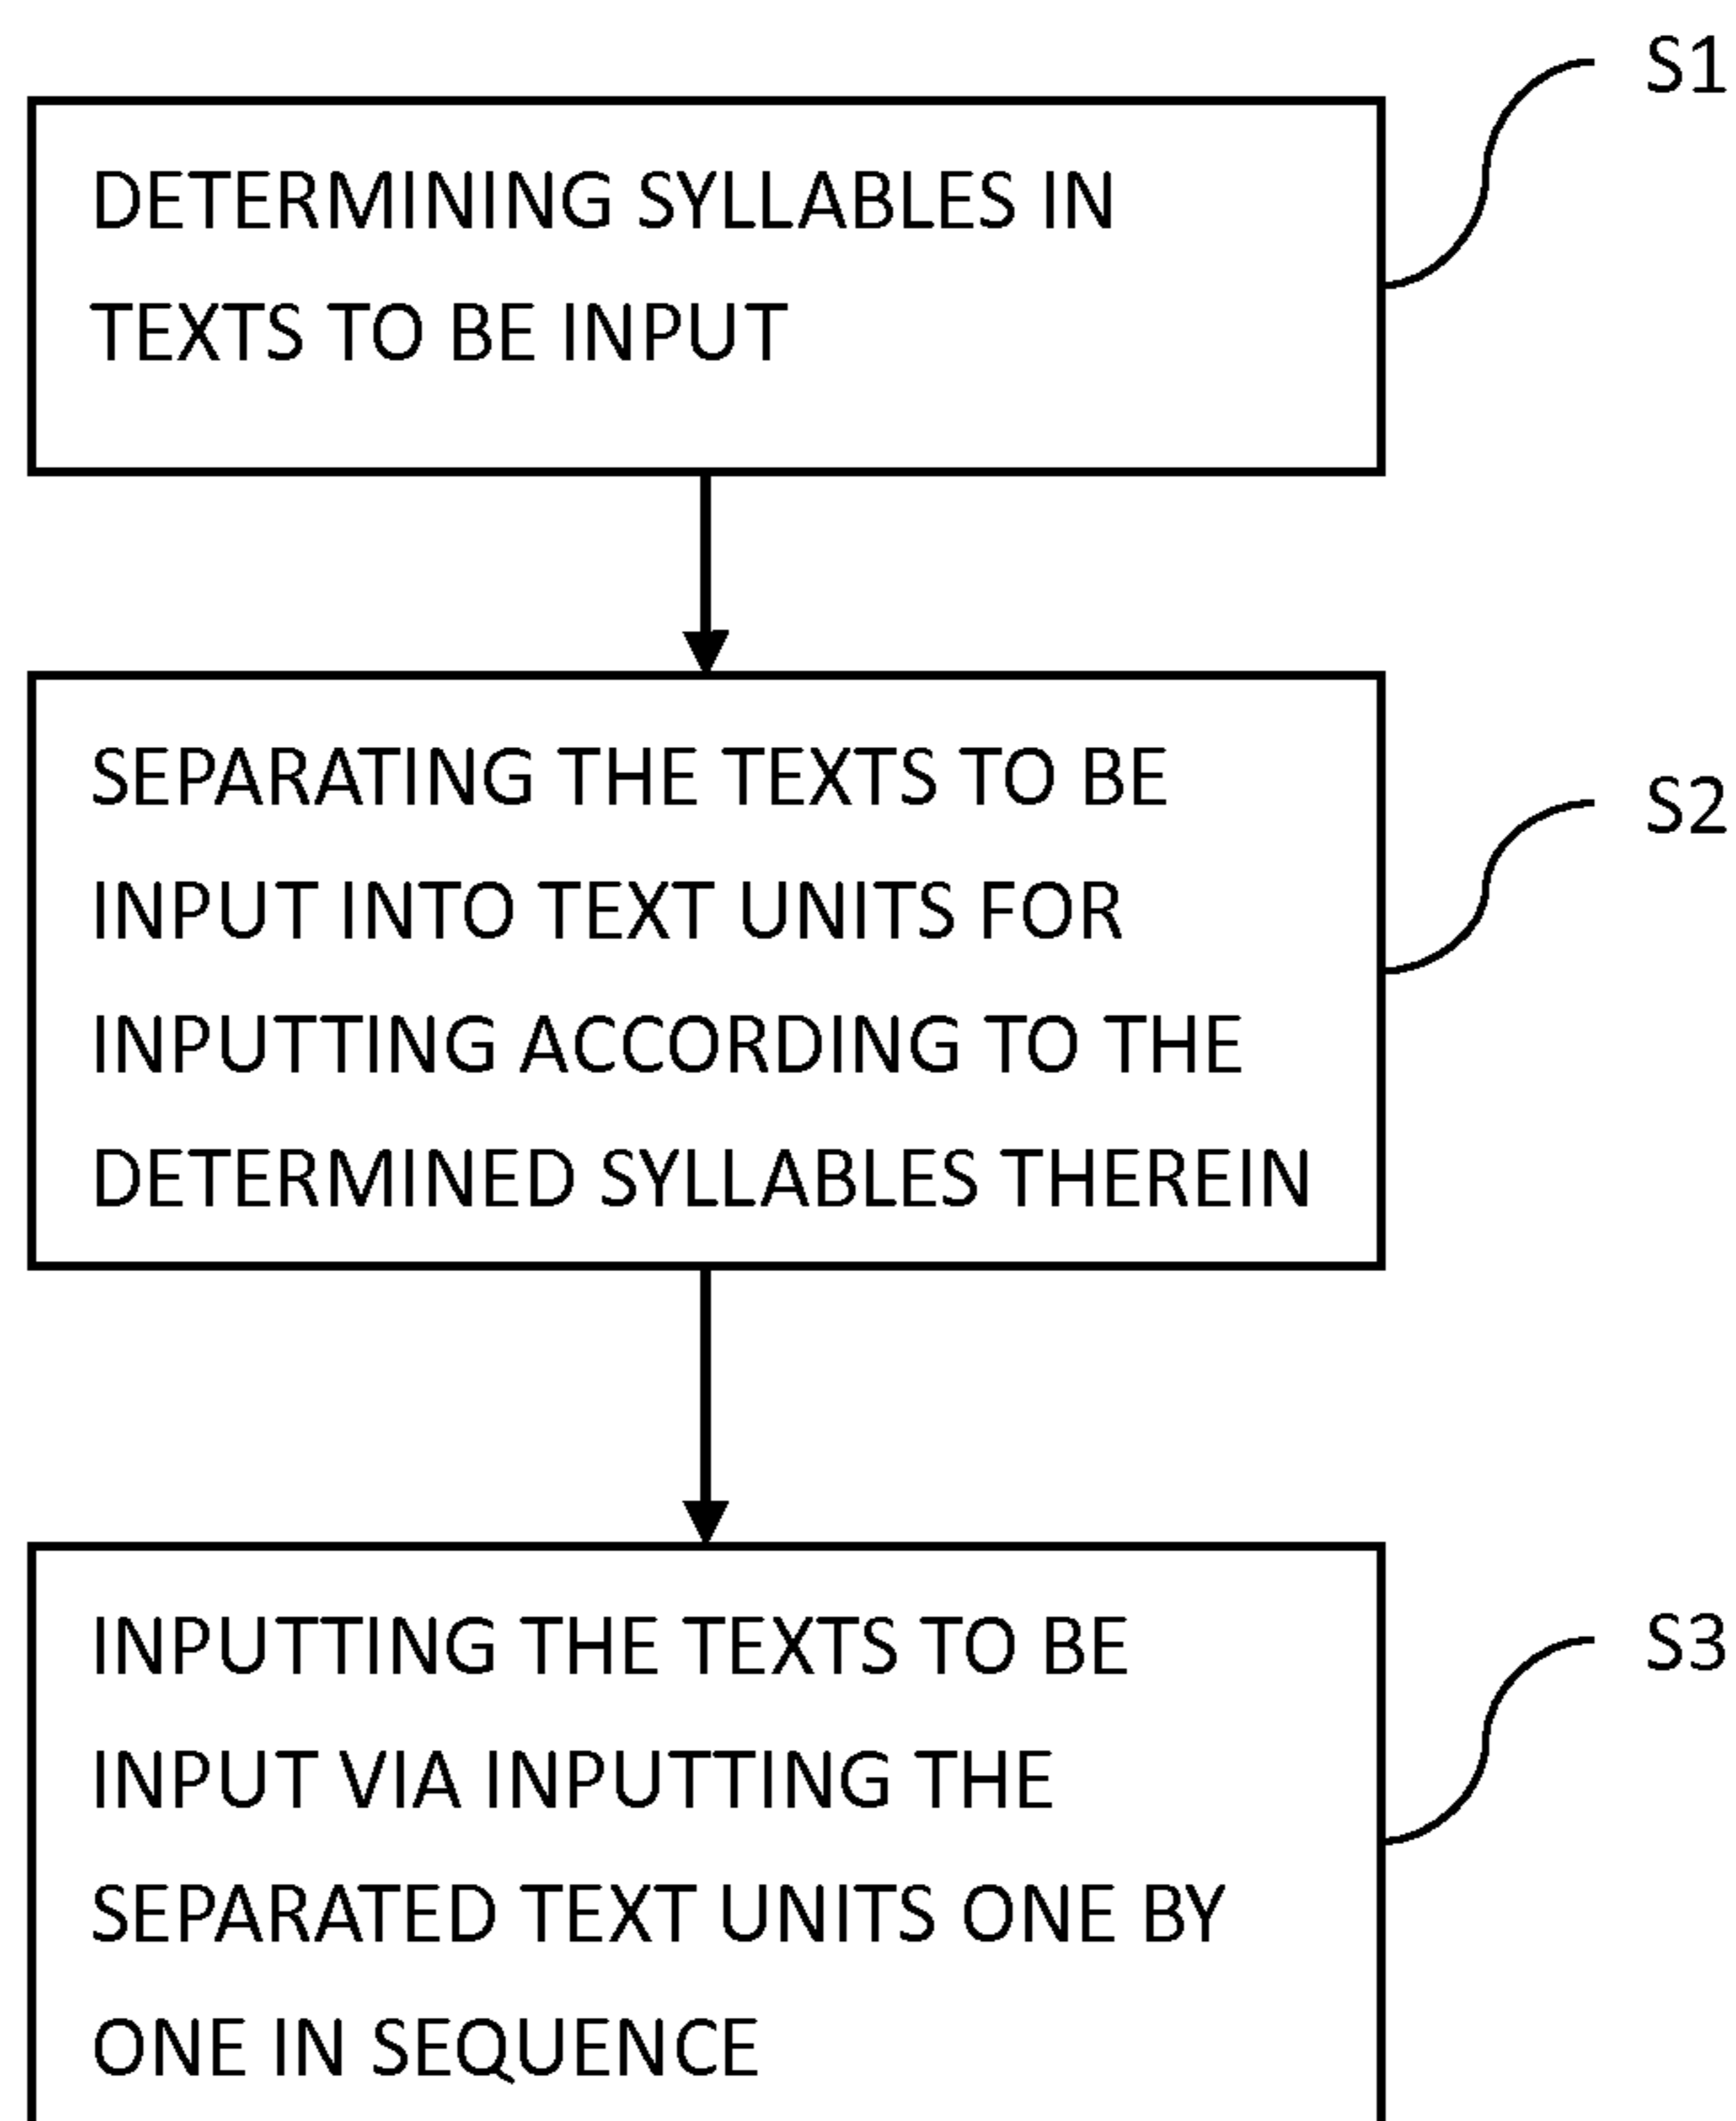 S1
DETERMINING SYLLABLES IN
TEXTS TO BE INPUT
SEPARATING THE TEXTS TO BE
S2
INPUT INTO TEXT UNITS FOR
INPUTTING ACCORDING TO THE
DETERMINED SYLLABLES THEREIN
INPUTTING THE TEXTS TO BE
S3
INPUT VIA INPUTTING THE
SEPARATED TEXT UNITS ONE BY
ONE IN SEQUENCE